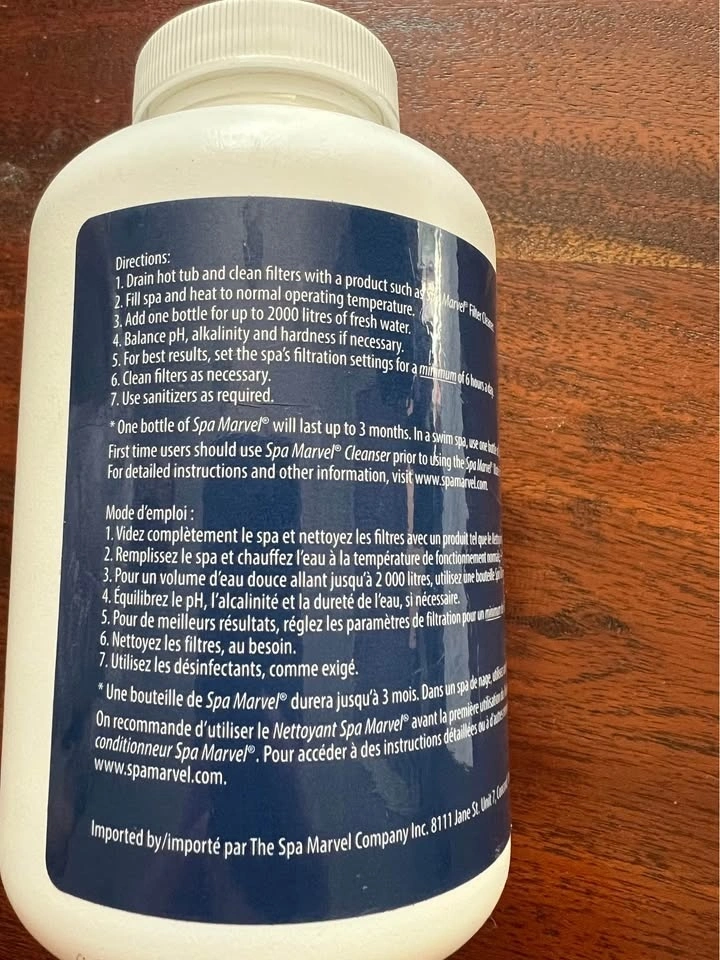 Directions:
1. Drain hot tub and clean filters with a product such as Spa Marvel® Filter Cleaner
2. Fill spa and heat to normal operating temperature.
3. Add one bottle for up to 2000 litres of fresh water.
4. Balance pH, alkalinity and hardness if necessary.
5. For best results, set the spa's filtration settings for a minimum of 6 hours a day.
6. Clean filters as necessary.
7. Use sanitizers as required.
* One bottle of Spa Marvel® will last up to 3 months. In a swim spa, use one bottle
First time users should use Spa Marvel® Cleanser prior to using the Spa Marvel®
For detailed instructions and other information, visit www.spamarvel.com.
Mode d'emploi :
1. Videz complètement le spa et nettoyez les filtres avec un produit tel que le
2. Remplissez le spa et chauffez l'eau à la température de fonctionnement normale.
3. Pour un volume d'eau douce allant jusqu'à 2 000 litres, utilisez une bouteille
4. Équilibrez le pH, l'alcalinité et la dureté de l'eau, si nécessaire.
5. Pour de meilleurs résultats, réglez les paramètres de filtration pour un minimum
6. Nettoyez les filtres, au besoin.
7. Utilisez les désinfectants, comme exigé.
* Une bouteille de Spa Marvel® durera jusqu'à 3 mois. Dans un spa de nage,
On recommande d'utiliser le Nettoyant Spa Marvel® avant la première utilisation
conditionneur Spa Marvel®. Pour accéder à des instructions détaillées ou à
www.spamarvel.com.
Imported by/importé par The Spa Marvel Company Inc. 8111 Jane St. Unit 7,